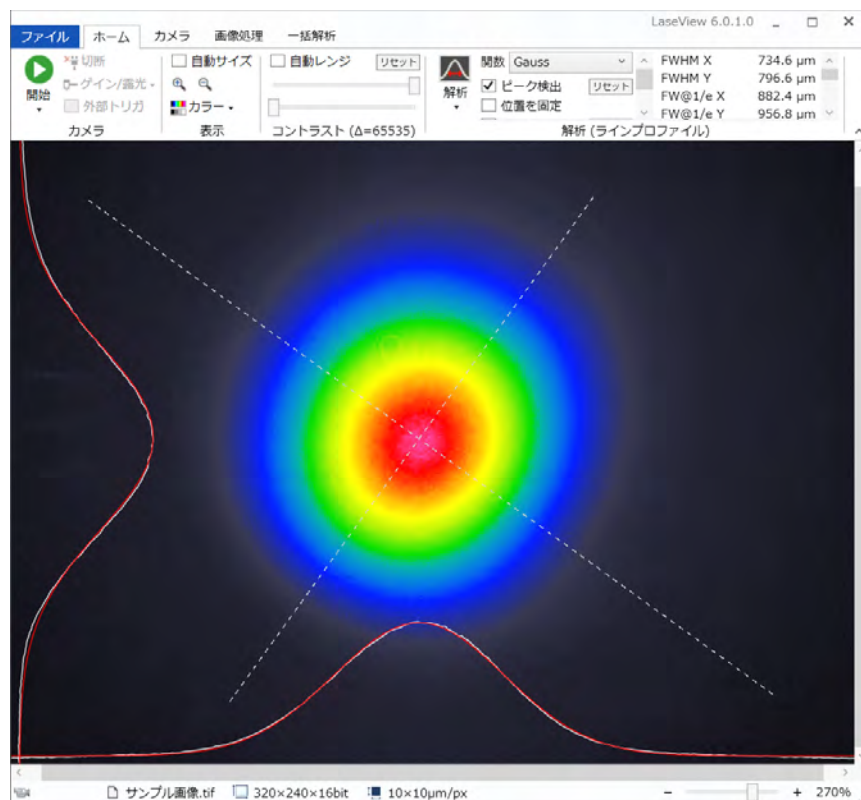 LaseView 6.0.1.0
ファイル ホーム カメラ 画像処理 一括解析
開始
切断
ゲイン/露光
外部トリガ
カメラ
自動サイズ
カラー
表示
自動レンジ リセット
コントラスト (Δ=65535)
解析
関数 Gauss
ピーク検出 リセット
位置を固定
FWHM X 734.6 µm
FWHM Y 796.6 µm
FW@1/e X 882.4 µm
FW@1/e Y 956.8 µm
解析 (ラインプロファイル)
サンプル画像.tif 320×240×16bit 10×10µm/px − + 270%